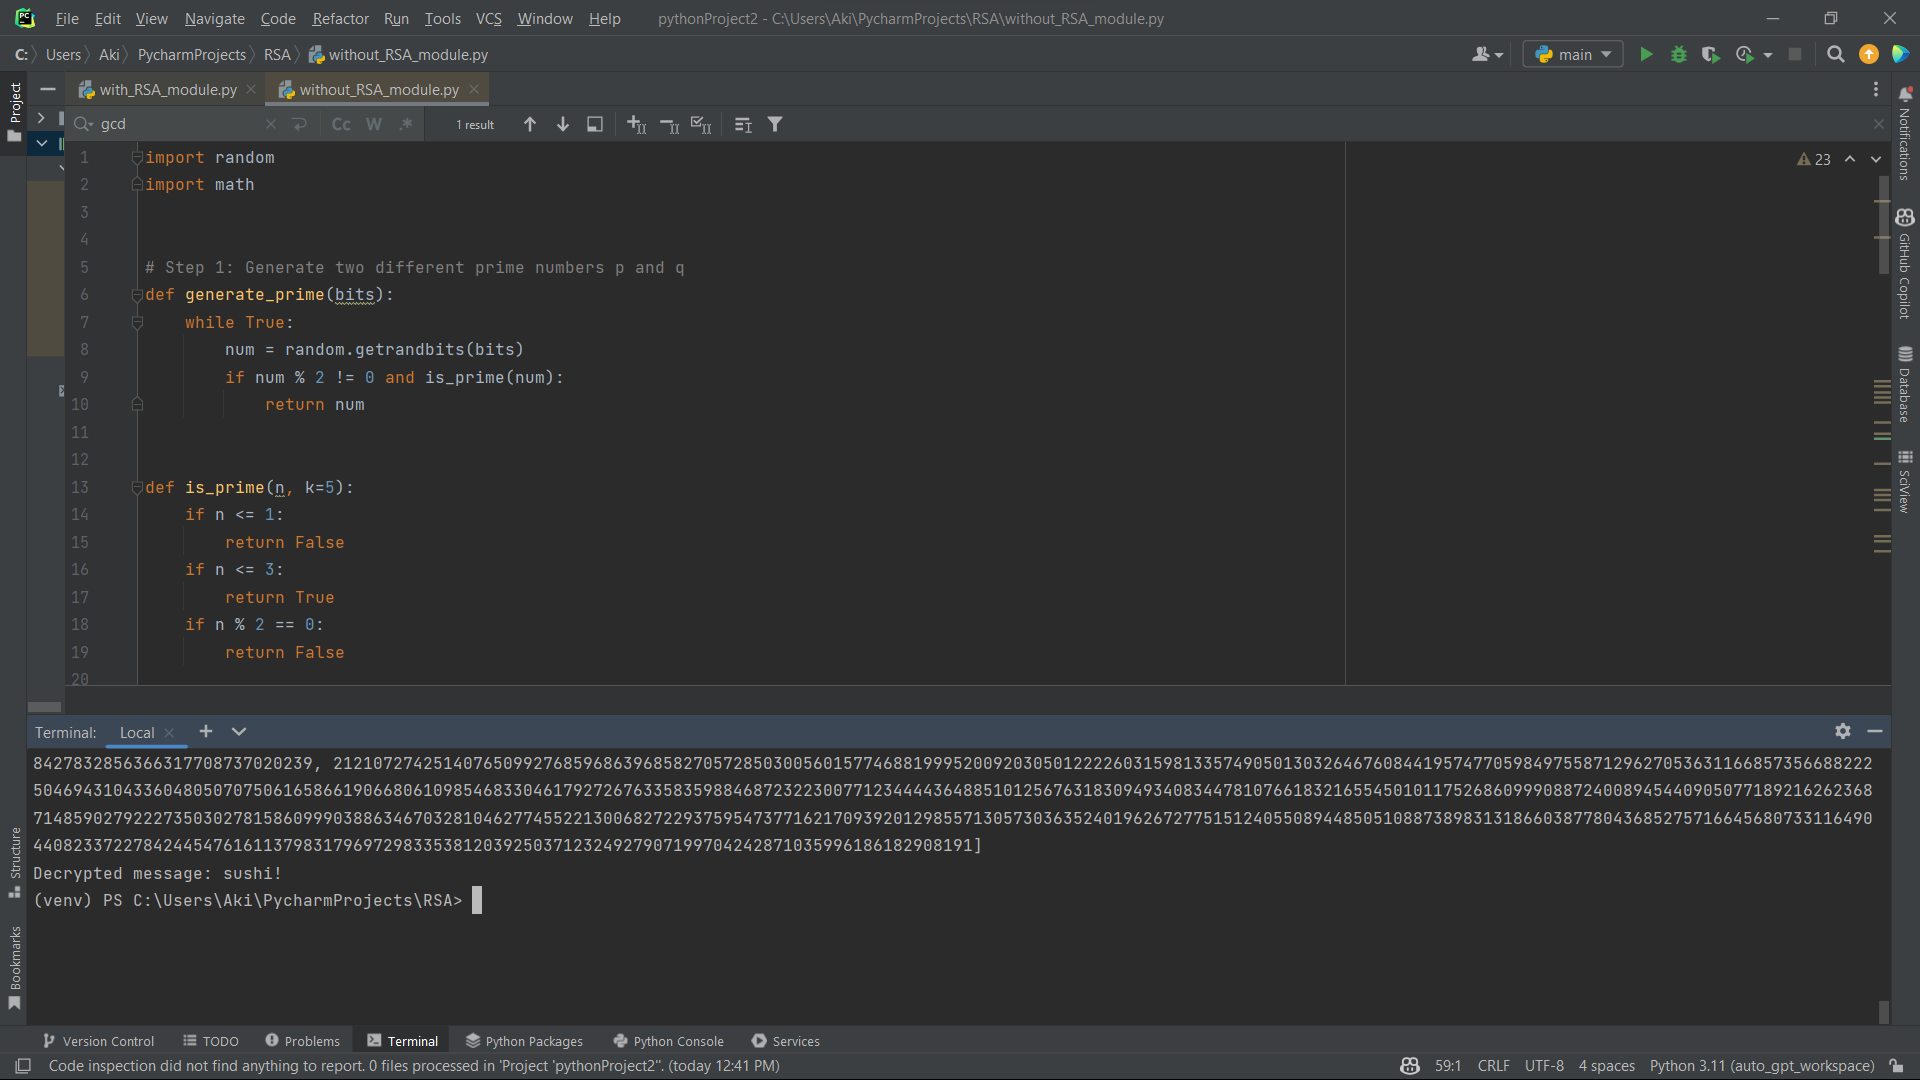 File Edit View Navigate Code Refactor Run Tools VCS Window Help pythonProject2 - C:\Users\Aki\PycharmProjects\RSA\without_RSA_module.py
C: Users Aki PycharmProjects RSA without_RSA_module.py main
with_RSA_module.py without_RSA_module.py
gcd Cc W .* 1 result
23
1 import random
2 import math
3
4
5 # Step 1: Generate two different prime numbers p and q
6 def generate_prime(bits):
7 while True:
8 num = random.getrandbits(bits)
9 if num % 2 != 0 and is_prime(num):
10 return num
11
12
13 def is_prime(n, k=5):
14 if n <= 1:
15 return False
16 if n <= 3:
17 return True
18 if n % 2 == 0:
19 return False
20
Project
Structure
Bookmarks
Notifications
GitHub Copilot
Database
SciView
Terminal: Local
8427832856366317708737020239, 21210727425140765099276859686396858270572850300560157746881999520092030501222260315981335749050130326467608441957477059849755871296270536311668573566882 22
504694310433604805070750616586619066806109854683304617927267633583598846872322300771234444364885101256763183094934083447810766183216554501011752686099908872400894544090507718921626 2368
7148590279222735030278158609990388634670328104627745522130068272293759547377162170939201298557130573036352401962672775151240550894485051088738983131866038778043685275716645680733116490
44082337227842445476161137983179697298335381203925037123249279071997042428710359961861829081 91]
Decrypted message: sushi!
(venv) PS C:\Users\Aki\PycharmProjects\RSA>
Version Control TODO Problems Terminal Python Packages Python Console Services
Code inspection did not find anything to report. 0 files processed in 'Project 'pythonProject2''. (today 12:41 PM) 59:1 CRLF UTF-8 4 spaces Python 3.11 (auto_gpt_workspace)